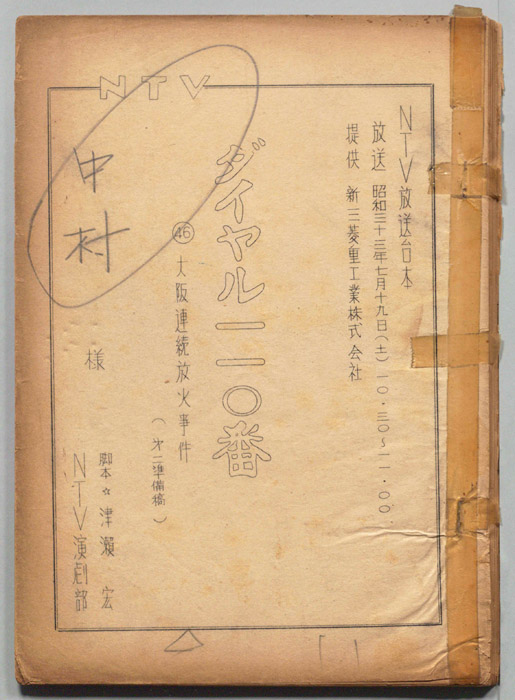 NTV
NTV放送台本
放送 昭和三十三年七月十九日(土)一〇・三〇〜一一・〇〇
提供 新三菱重工業株式会社
ダイヤル一一〇番
㊻ 大阪連続放火事件
(第二準備稿)
中村 様
脚本☆津瀬 宏
NTV演劇部